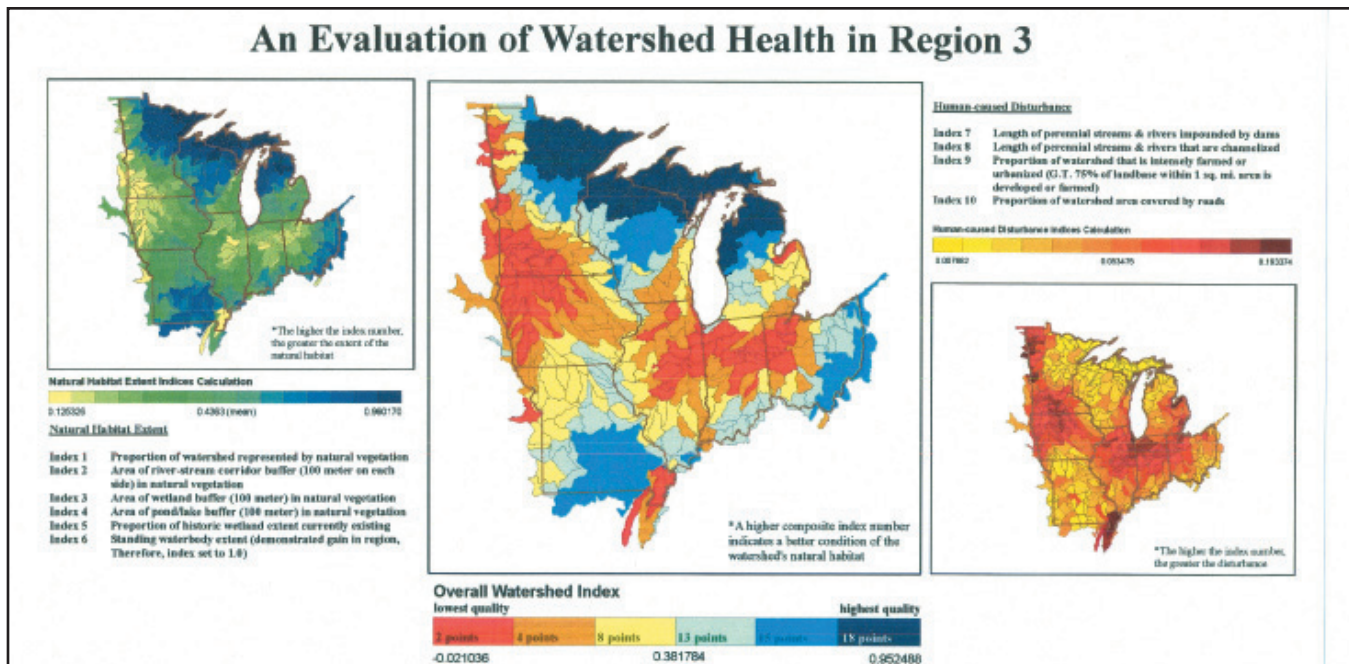 An Evaluation of Watershed Health in Region 3
*The higher the index number,
the greater the extent of the
natural habitat
Natural Habitat Extent Indices Calculation
0.125326 0.4363 (mean) 0.960170
Natural Habitat Extent
Index 1 Proportion of watershed represented by natural vegetation
Index 2 Area of river-stream corridor buffer (100 meter on each
side) in natural vegetation
Index 3 Area of wetland buffer (100 meter) in natural vegetation
Index 4 Area of pond/lake buffer (100 meter) in natural vegetation
Index 5 Proportion of historic wetland extent currently existing
Index 6 Standing waterbody extent (demonstrated gain in region,
Therefore, index set to 1.0)
*A higher composite index number
indicates a better condition of the
watershed's natural habitat
Overall Watershed Index
lowest quality highest quality
2 points 4 points 8 points 13 points 15 points 18 points
-0.021036 0.381784 0.952488
Human-caused Disturbance
Index 7 Length of perennial streams & rivers impounded by dams
Index 8 Length of perennial streams & rivers that are channelized
Index 9 Proportion of watershed that is intensely farmed or
urbanized (G.T. 75% of landbase within 1 sq. mi. area is
developed or farmed)
Index 10 Proportion of watershed area covered by roads
Human-caused Disturbance Indices Calculation
*The higher the index number,
the greater the disturbance